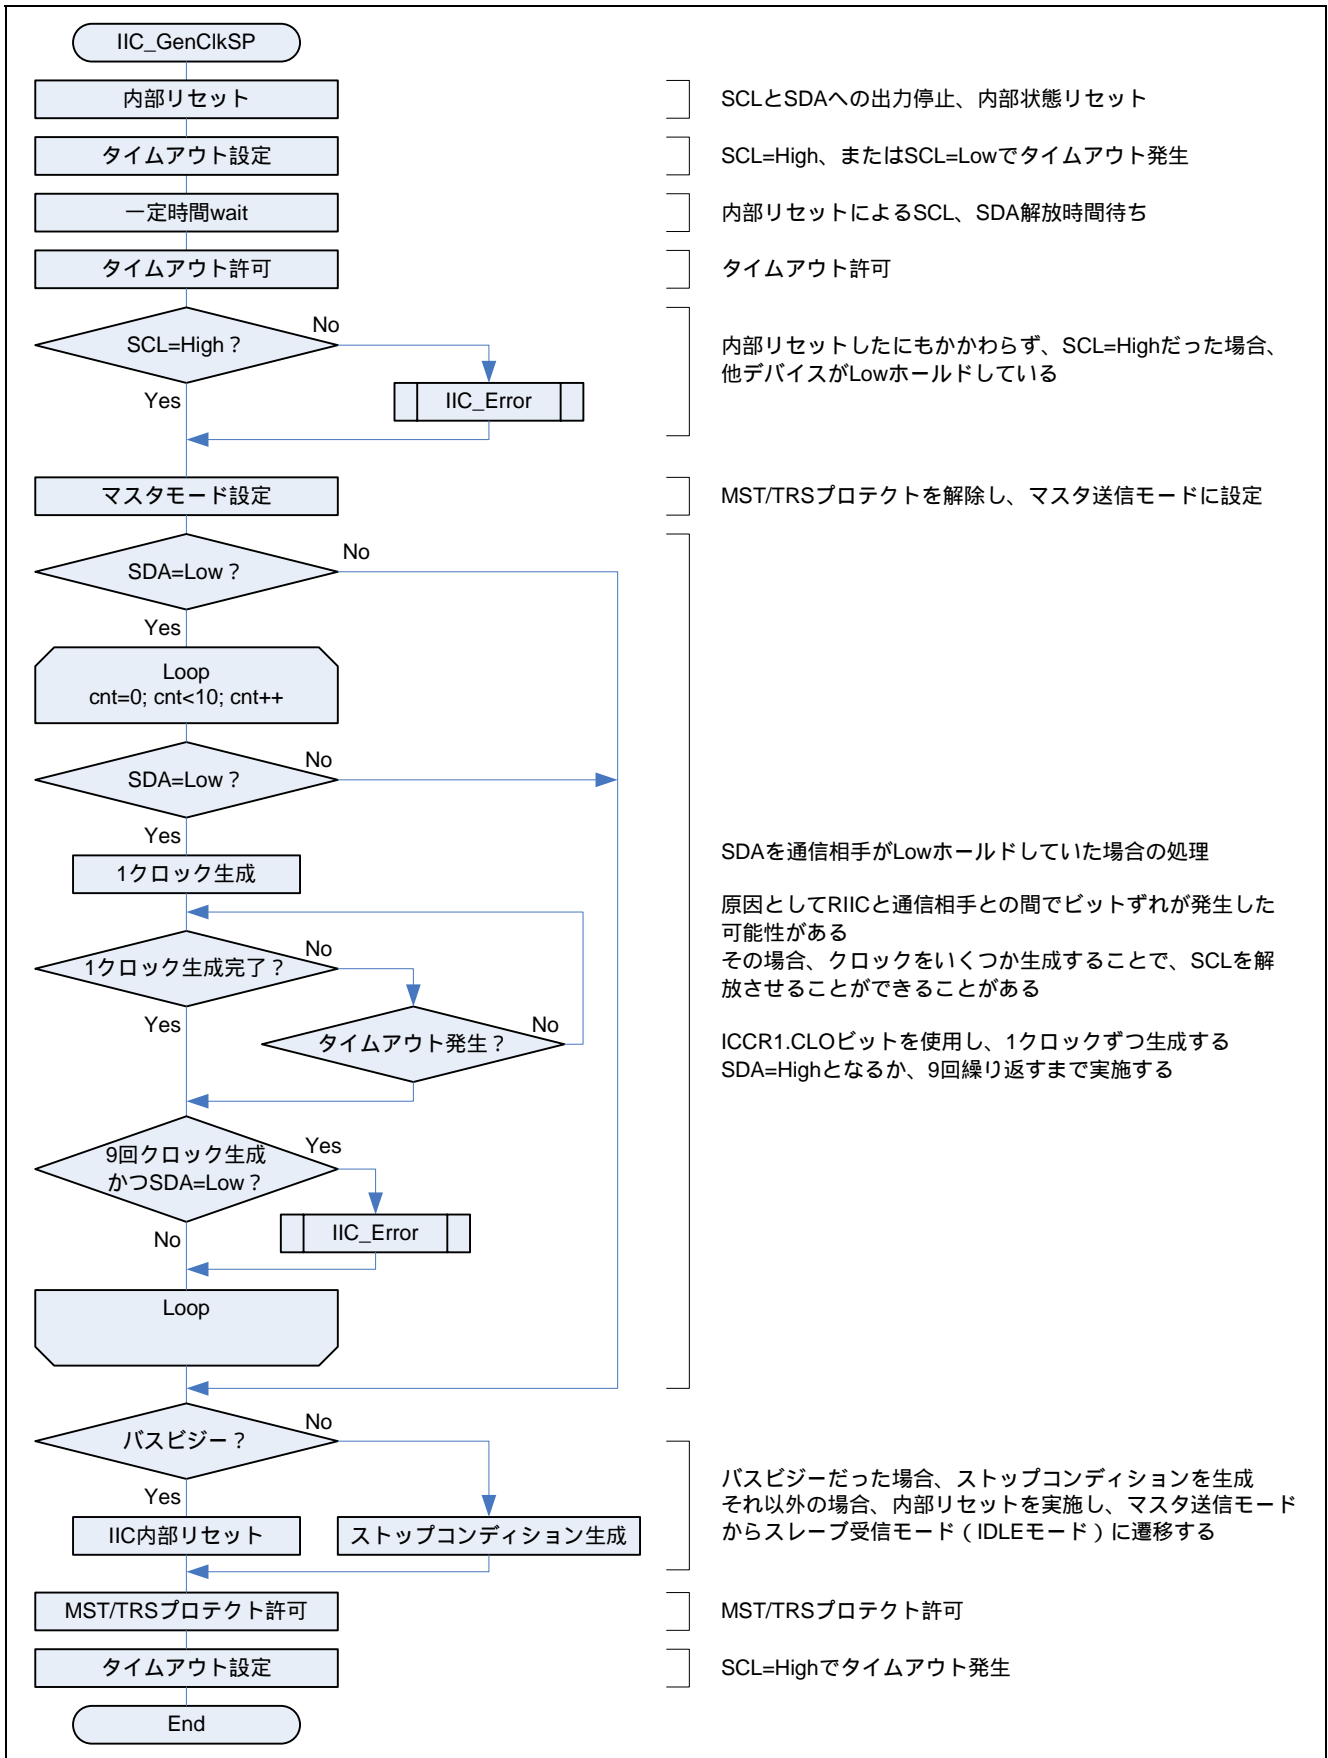 IIC_GenClkSP
内部リセット
SCLとSDAへの出力停止、内部状態リセット
タイムアウト設定
SCL=High、またはSCL=Lowでタイムアウト発生
一定時間wait
内部リセットによるSCL、SDA解放時間待ち
タイムアウト許可
タイムアウト許可
SCL=High？
No
Yes
IIC_Error
内部リセットしたにもかかわらず、SCL=Highだった場合、
他デバイスがLowホールドしている
マスタモード設定
MST/TRSプロテクトを解除し、マスタ送信モードに設定
SDA=Low？
No
Yes
Loop
cnt=0; cnt<10; cnt++
SDA=Low？
No
Yes
1クロック生成
1クロック生成完了？
No
Yes
タイムアウト発生？
No
9回クロック生成
かつSDA=Low？
Yes
No
IIC_Error
Loop
SDAを通信相手がLowホールドしていた場合の処理
原因としてRIICと通信相手との間でビットずれが発生した
可能性がある
その場合、クロックをいくつか生成することで、SCLを解
放させることができることがある
ICCR1.CLOビットを使用し、1クロックずつ生成する
SDA=Highとなるか、9回繰り返すまで実施する
バスビジー？
No
Yes
IIC内部リセット
ストップコンディション生成
バスビジーだった場合、ストップコンディションを生成
それ以外の場合、内部リセットを実施し、マスタ送信モード
からスレーブ受信モード（IDLEモード）に遷移する
MST/TRSプロテクト許可
MST/TRSプロテクト許可
タイムアウト設定
SCL=Highでタイムアウト発生
End